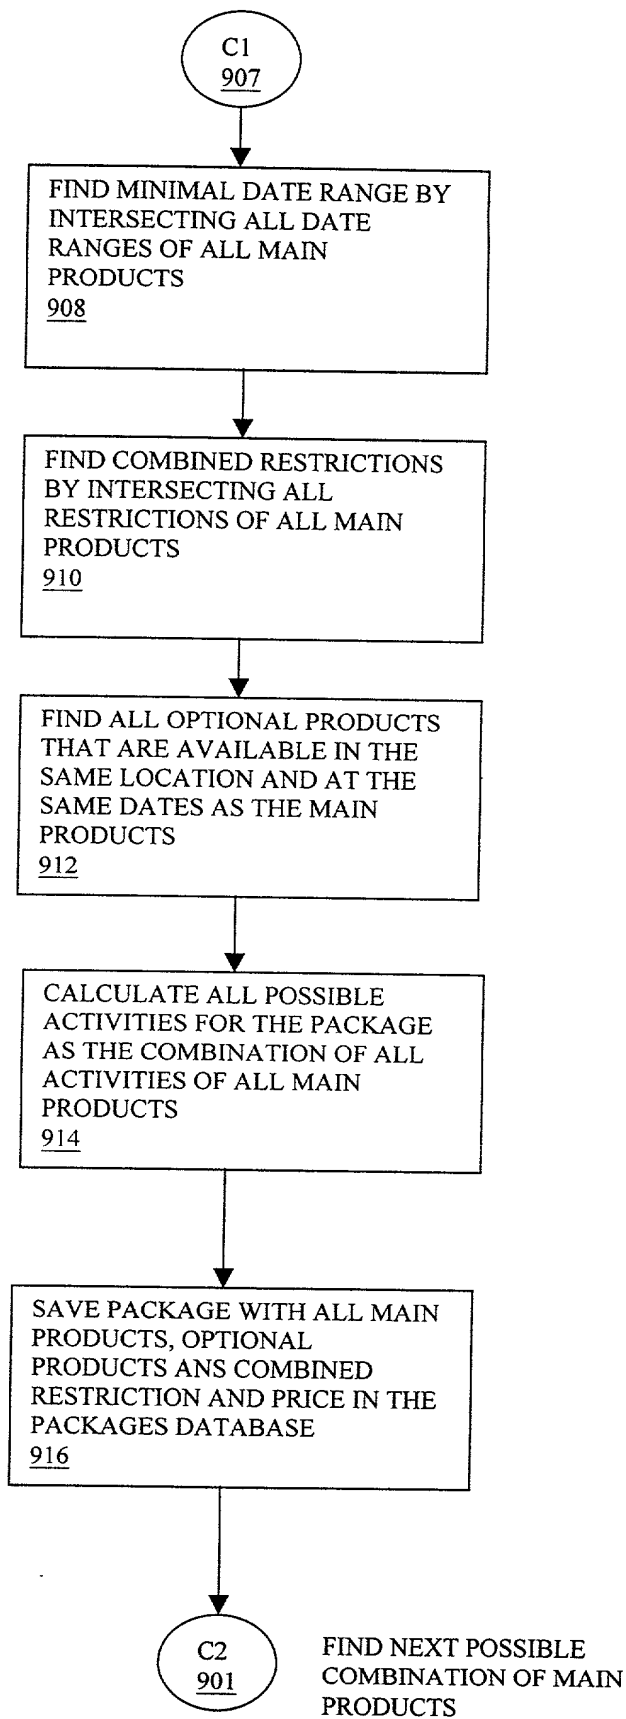 C1
907
FIND MINIMAL DATE RANGE BY
INTERSECTING ALL DATE
RANGES OF ALL MAIN
PRODUCTS
908
FIND COMBINED RESTRICTIONS
BY INTERSECTING ALL
RESTRICTIONS OF ALL MAIN
PRODUCTS
910
FIND ALL OPTIONAL PRODUCTS
THAT ARE AVAILABLE IN THE
SAME LOCATION AND AT THE
SAME DATES AS THE MAIN
PRODUCTS
912
CALCULATE ALL POSSIBLE
ACTIVITIES FOR THE PACKAGE
AS THE COMBINATION OF ALL
ACTIVITIES OF ALL MAIN
PRODUCTS
914
SAVE PACKAGE WITH ALL MAIN
PRODUCTS, OPTIONAL
PRODUCTS ANS COMBINED
RESTRICTION AND PRICE IN THE
PACKAGES DATABASE
916
C2
901
FIND NEXT POSSIBLE
COMBINATION OF MAIN
PRODUCTS